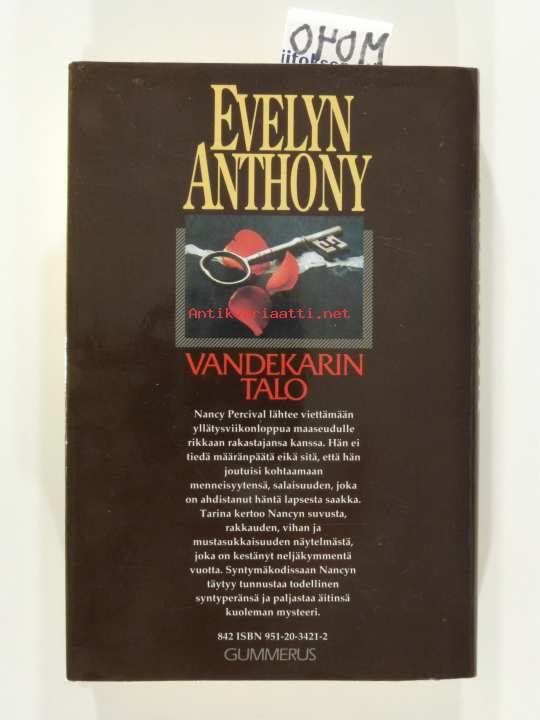 iitoksen
EVELYN
ANTHONY
Antikvariaatti.net
VANDEKARIN
TALO
Nancy Percival lähtee viettämään
yllätysviikonloppua maaseudulle
rikkaan rakastajansa kanssa. Hän ei
tiedä määränpäätä eikä sitä, että hän
joutuisi kohtaamaan
menneisyytensä, salaisuuden, joka
on ahdistanut häntä lapsesta saakka.
Tarina kertoo Nancyn suvusta,
rakkauden, vihan ja
mustasukkaisuuden näytelmästä,
joka on kestänyt neljäkymmentä
vuotta. Syntymäkodissaan Nancyn
täytyy tunnustaa todellinen
syntyperänsä ja paljastaa äitinsä
kuoleman mysteeri.
842 ISBN 951-20-3421-2
GUMMERUS